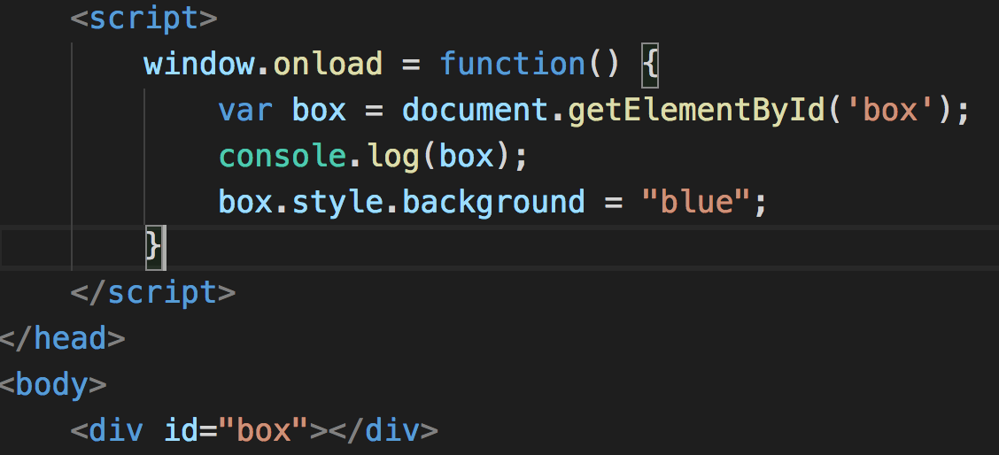 <script>
window.onload = function() {
var box = document.getElementById('box');
console.log(box);
box.style.background = "blue";
}
</script>
</head>
<body>
<div id="box"></div>